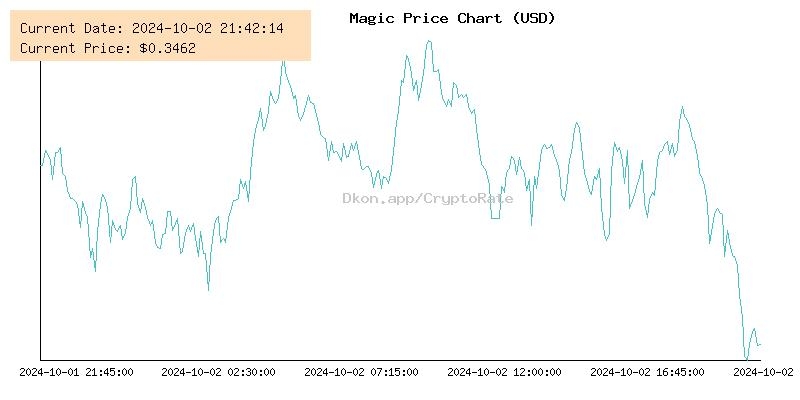 Magic Price Chart (USD)
Current Date: 2024-10-02 21:42:14
Current Price: $0.3462
Dkon.app/CryptoRate
2024-10-01 21:45:00
2024-10-02 02:30:00
2024-10-02 07:15:00
2024-10-02 12:00:00
2024-10-02 16:45:00
2024-10-02